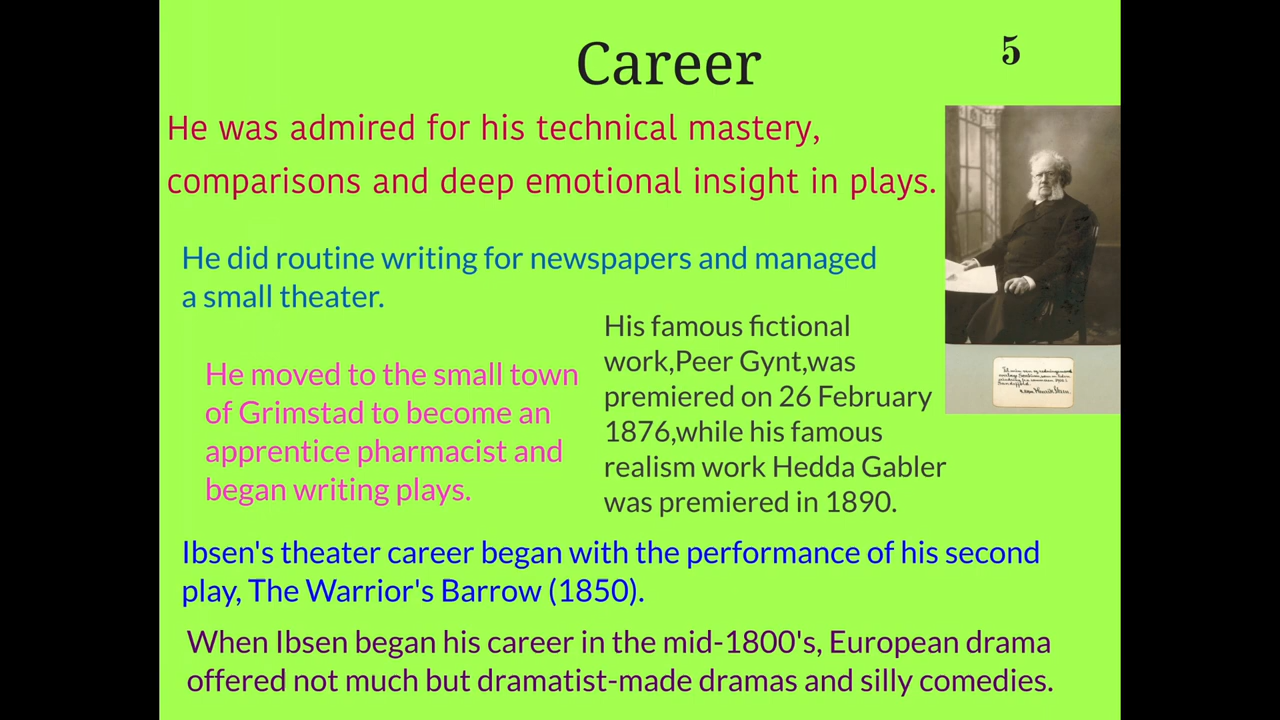 Career
5
He was admired for his technical mastery,
comparisons and deep emotional insight in plays.
He did routine writing for newspapers and managed
a small theater.
He moved to the small town
of Grimstad to become an
apprentice pharmacist and
began writing plays.
His famous fictional
work,Peer Gynt,was
premiered on 26 February
1876,while his famous
realism work Hedda Gabler
was premiered in 1890.
Ibsen's theater career began with the performance of his second
play, The Warrior's Barrow (1850).
When Ibsen began his career in the mid-1800's, European drama
offered not much but dramatist-made dramas and silly comedies.